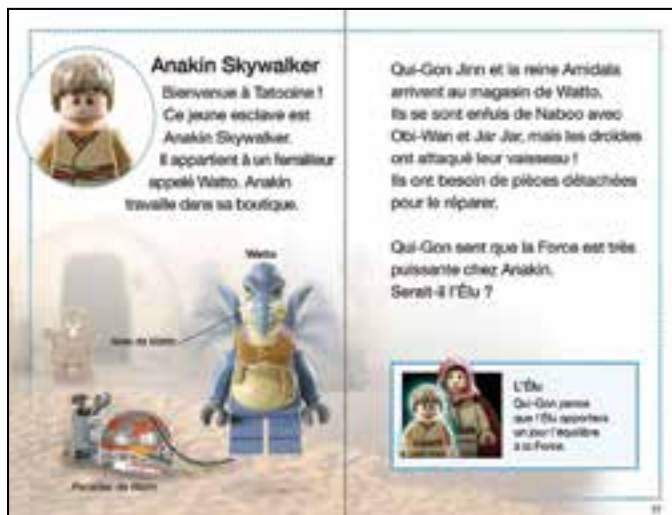 Anakin Skywalker
Bienvenue à Tatooine !
Ce jeune esclave est
Anakin Skywalker.
Il appartient à un ferrailleur
appelé Watto. Anakin
travaille dans sa boutique.
Watto
de Watto
de Watto
Qui-Gon Jinn et la reine Amidala
arrivent au magasin de Watto.
Ils se sont enfuis de Naboo avec
Obi-Wan et Jar Jar, mais les droïdes
ont attaqué leur vaisseau !
Ils ont besoin de pièces détachées
pour le réparer.
Qui-Gon sent que la Force est très
puissante chez Anakin.
Serait-il l'Élu ?
L'Élu
Qui-Gon pense
que l'Élu apportera
un jour l'équilibre
à la Force.